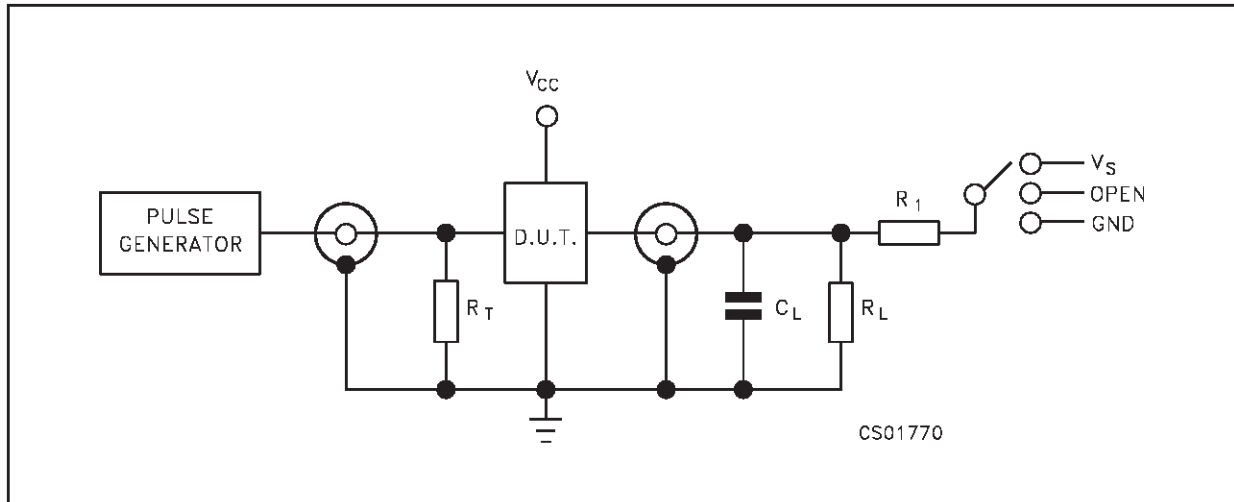 VCC
VS
PULSE
GENERATOR
D.U.T.
R1
OPEN
GND
RT
CL
RL
CS01770